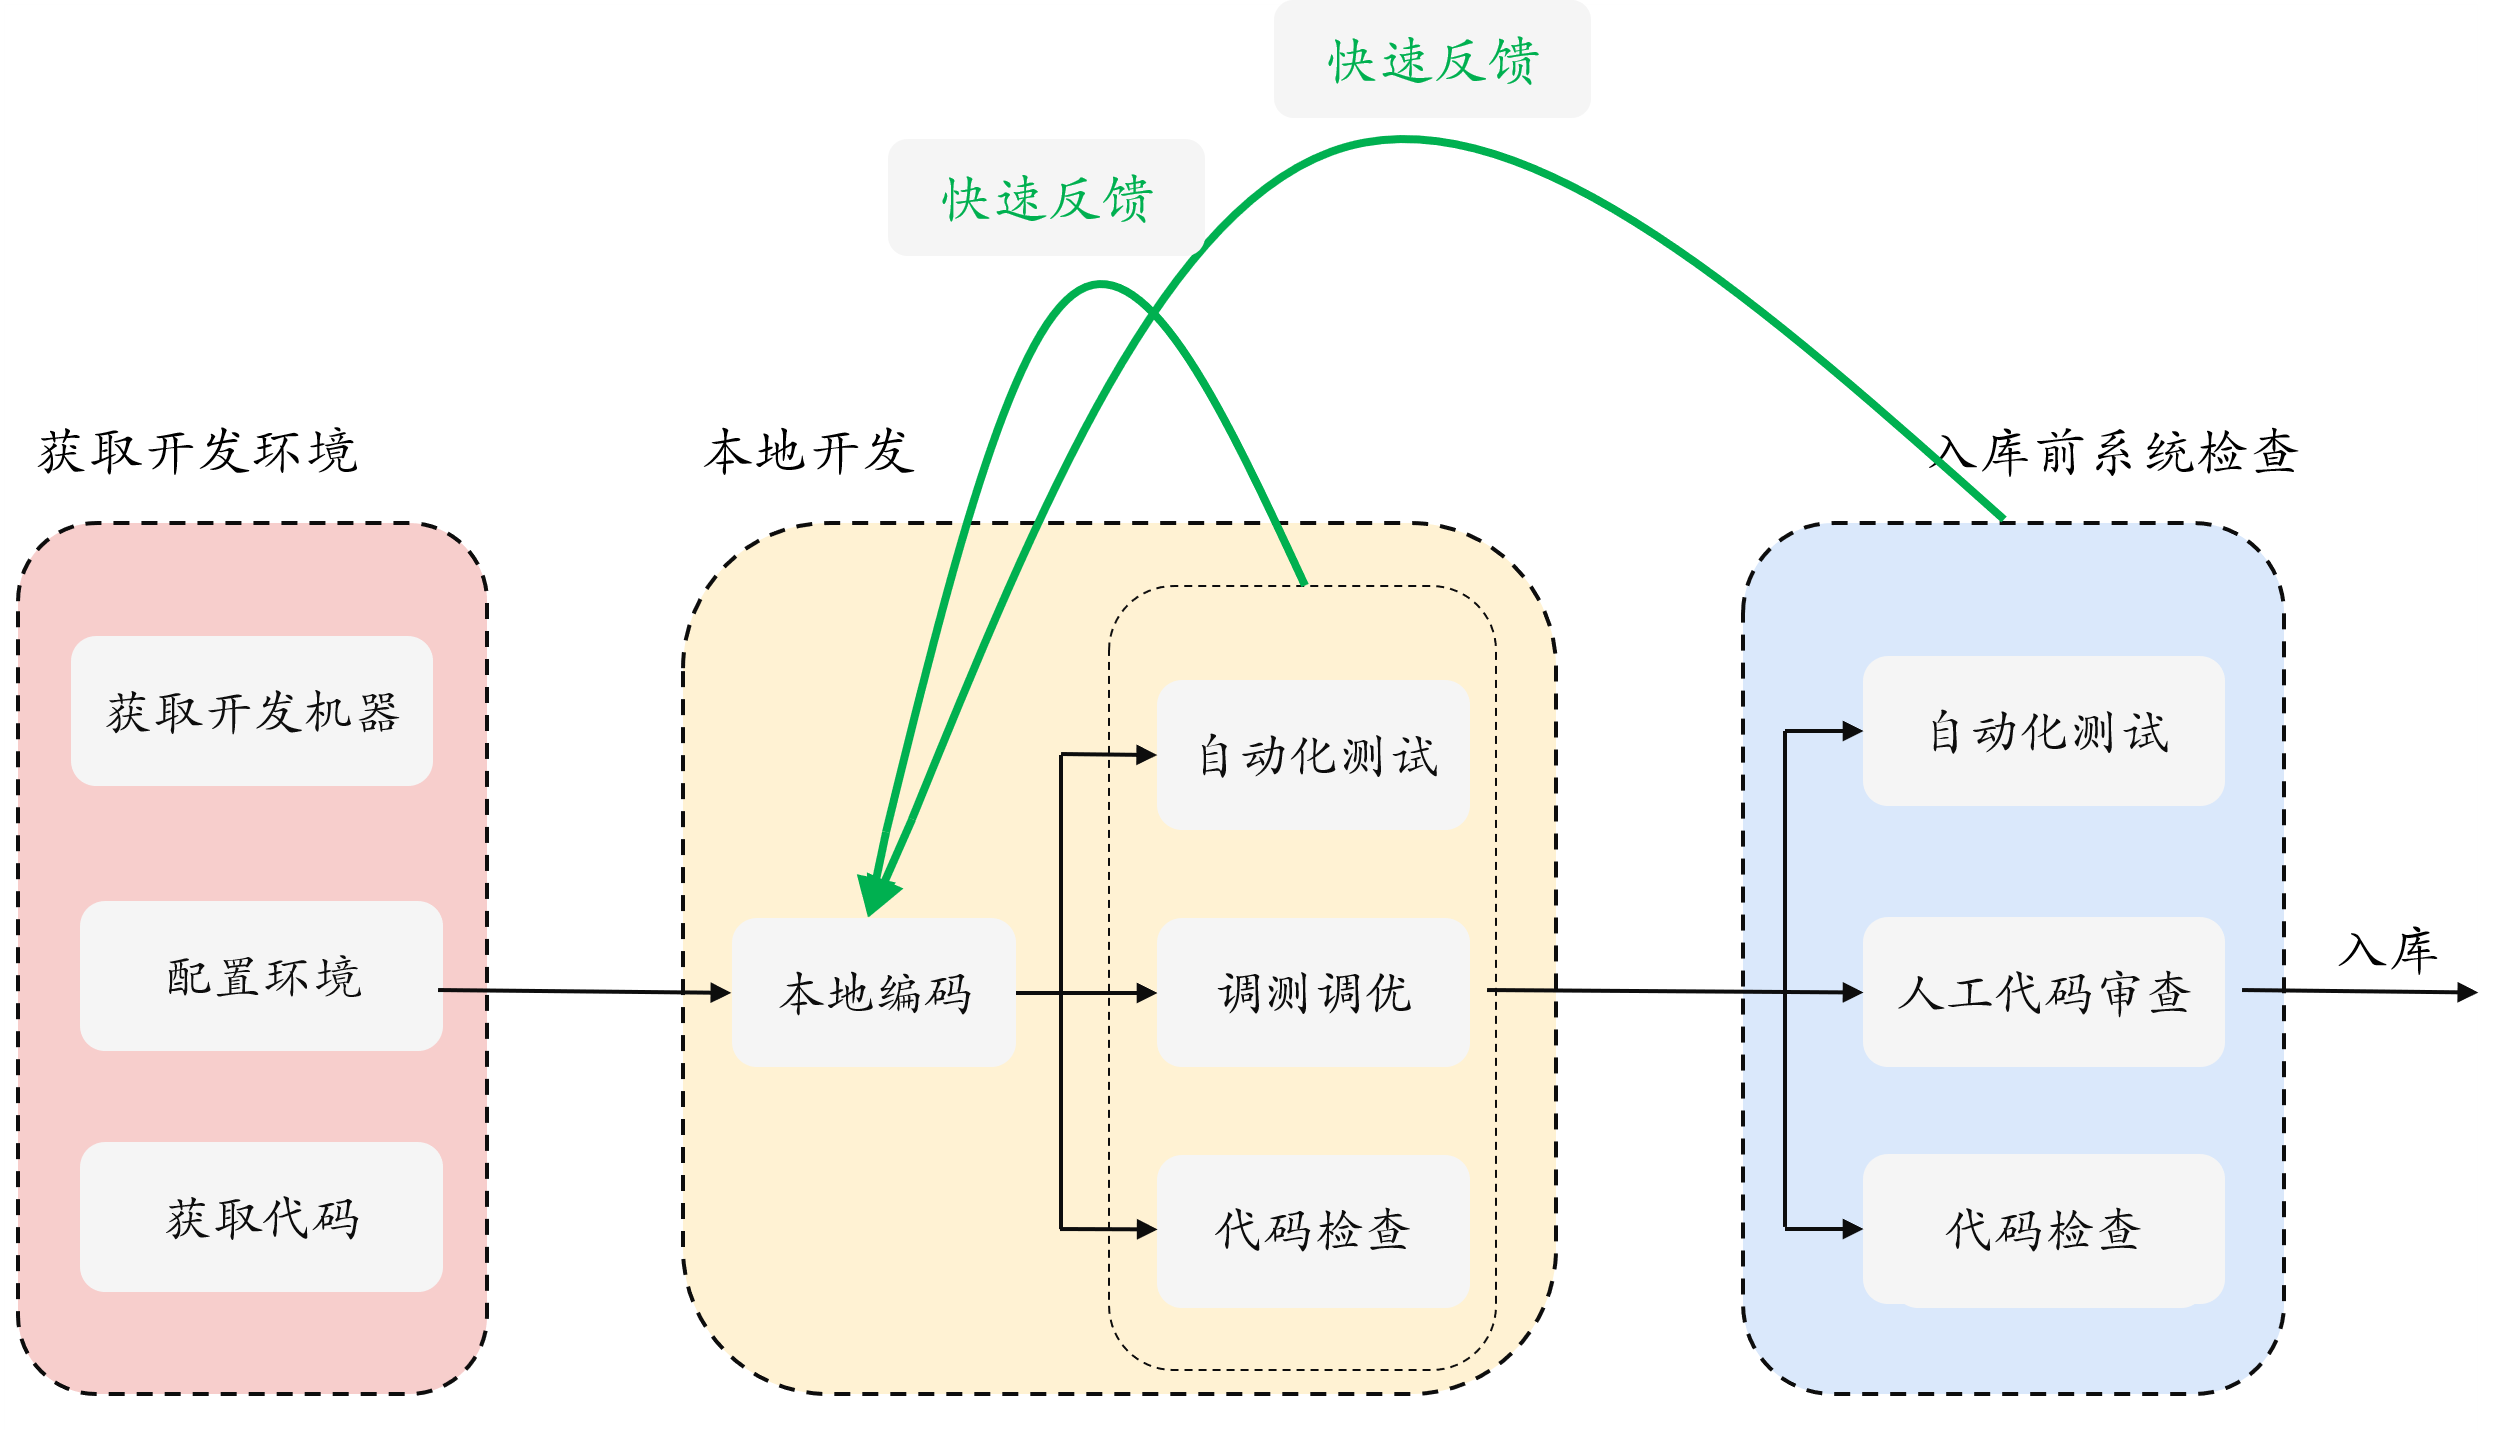 快速反馈
快速反馈
获取开发环境
本地开发
入库前系统检查
获取开发机器
配置环境
获取代码
本地编码
自动化测试
调测调优
代码检查
自动化测试
人工代码审查
代码检查
入库